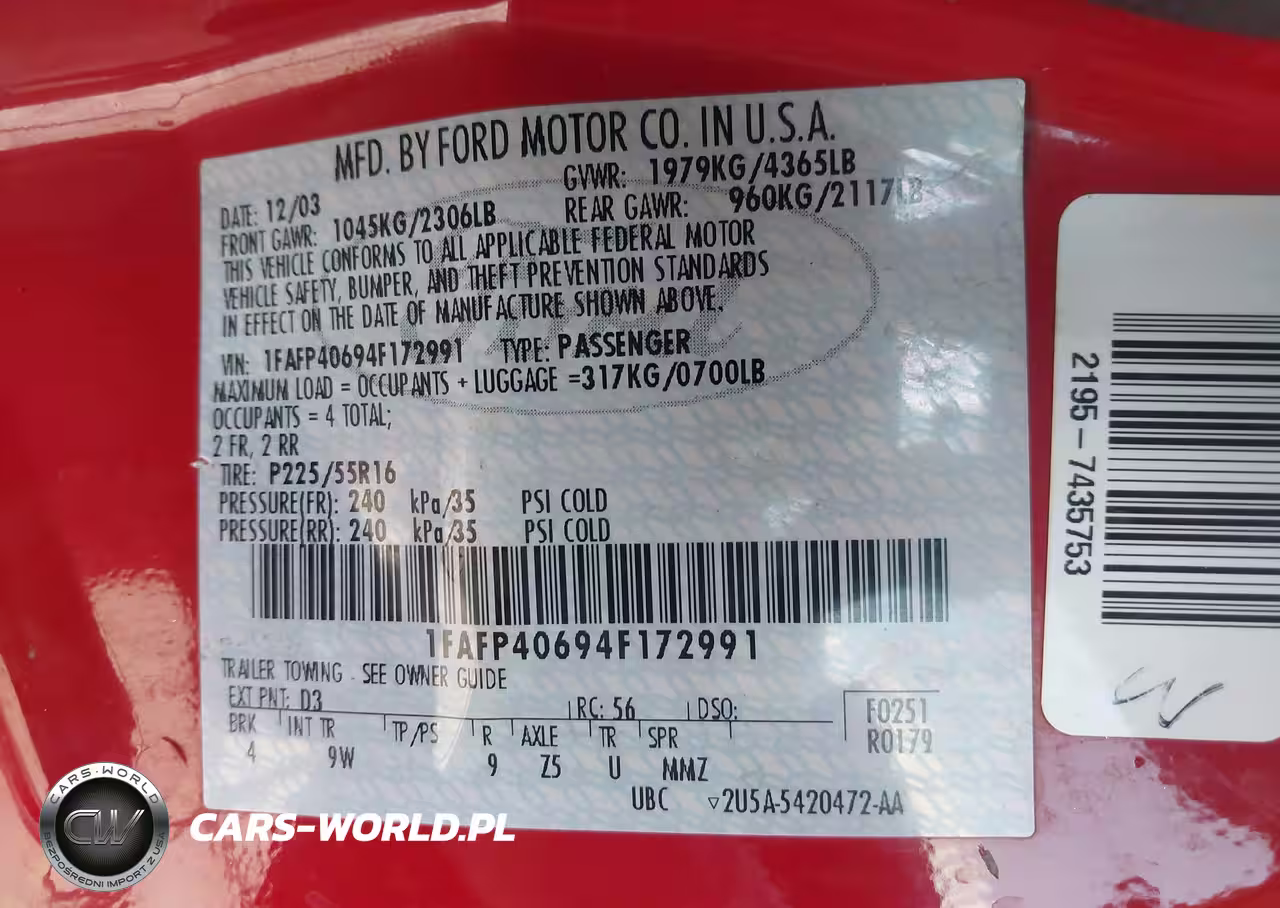 MFD. BY FORD MOTOR CO. IN U.S.A.
DATE: 12/03 GVWR: 1979KG/4365LB
FRONT GAWR: 1045KG/2306LB REAR GAWR: 960KG/2117LB
THIS VEHICLE CONFORMS TO ALL APPLICABLE FEDERAL MOTOR
VEHICLE SAFETY, BUMPER, AND THEFT PREVENTION STANDARDS
IN EFFECT ON THE DATE OF MANUFACTURE SHOWN ABOVE.
VIN: 1FAFP40694F172991 TYPE: PASSENGER
MAXIMUM LOAD = OCCUPANTS + LUGGAGE =317KG/0700LB
OCCUPANTS = 4 TOTAL;
2 FR, 2 RR
TIRE: P225/55R16
PRESSURE(FR): 240 kPa/35 PSI COLD
PRESSURE(RR): 240 kPa/35 PSI COLD
1FAFP40694F172991
TRAILER TOWING - SEE OWNER GUIDE
EXT PNT: D3 RC: 56 DSO: F0251
BRK INT TR TP/PS R AXLE TR SPR R0179
4 9W 9 Z5 U MMZ
UBC ▽2U5A-5420472-AA
2195-7435753
CARS-WORLD
CW
BEZPOŚREDNI IMPORT Z USA
CARS-WORLD.PL